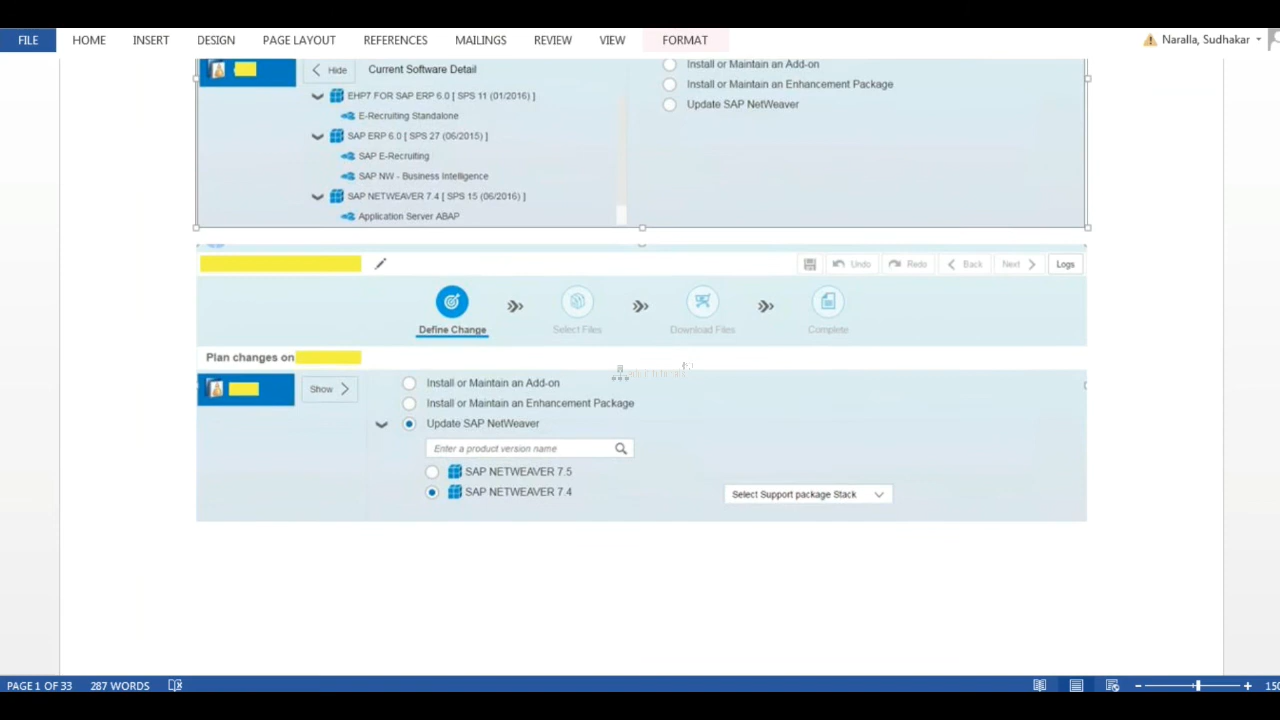 FILE HOME INSERT DESIGN PAGE LAYOUT REFERENCES MAILINGS REVIEW VIEW FORMAT Naralla, Sudhakar
Hide Current Software Detail
EHP7 FOR SAP ERP 6.0 [ SPS 11 (01/2016) ]
E-Recruiting Standalone
SAP ERP 6.0 [ SPS 27 (06/2015) ]
SAP E-Recruiting
SAP NW - Business Intelligence
SAP NETWEAVER 7.4 [ SPS 15 (06/2016) ]
Application Server ABAP
Install or Maintain an Add-on
Install or Maintain an Enhancement Package
Update SAP NetWeaver
Undo Redo Back Next Logs
Define Change Select Files Download Files Complete
Plan changes on
Show
Install or Maintain an Add-on
Install or Maintain an Enhancement Package
Update SAP NetWeaver
Enter a product version name
SAP NETWEAVER 7.5
SAP NETWEAVER 7.4 Select Support package Stack
PAGE 1 OF 33 287 WORDS 150